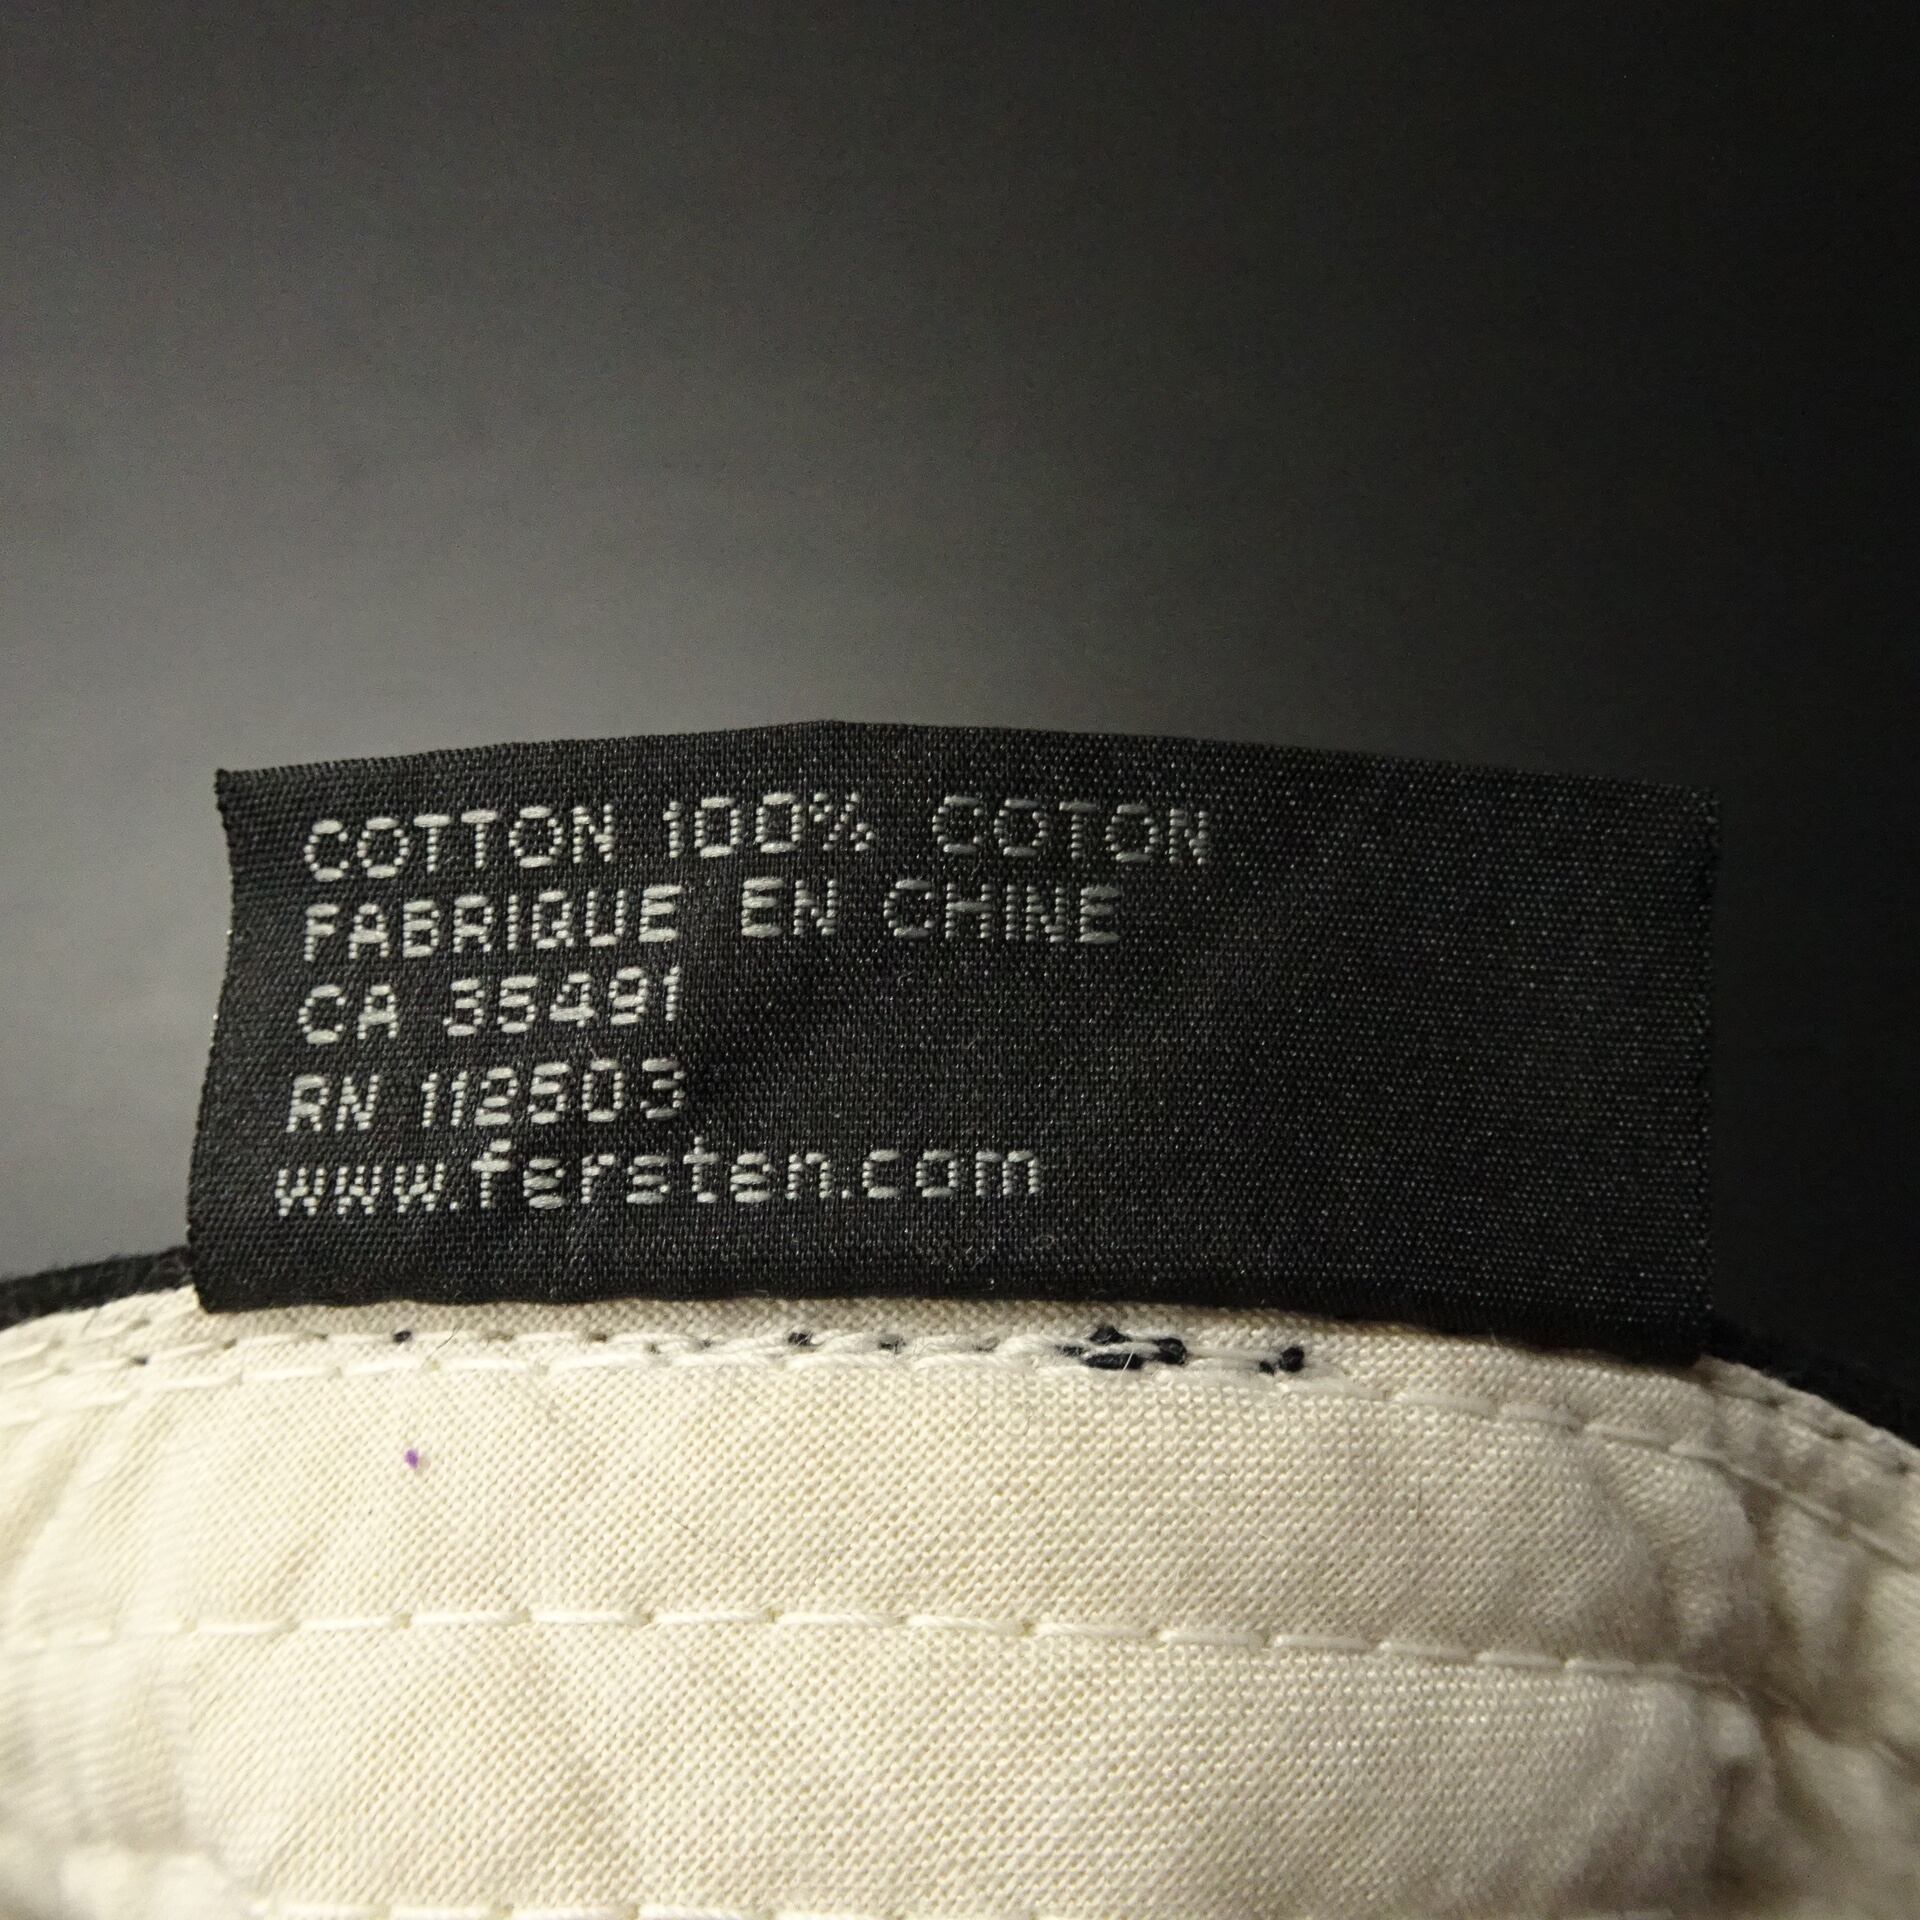 COTTON 100% COTON
FABRIQUE EN CHINE
CA 35491
RN 112503
www.fersten.com